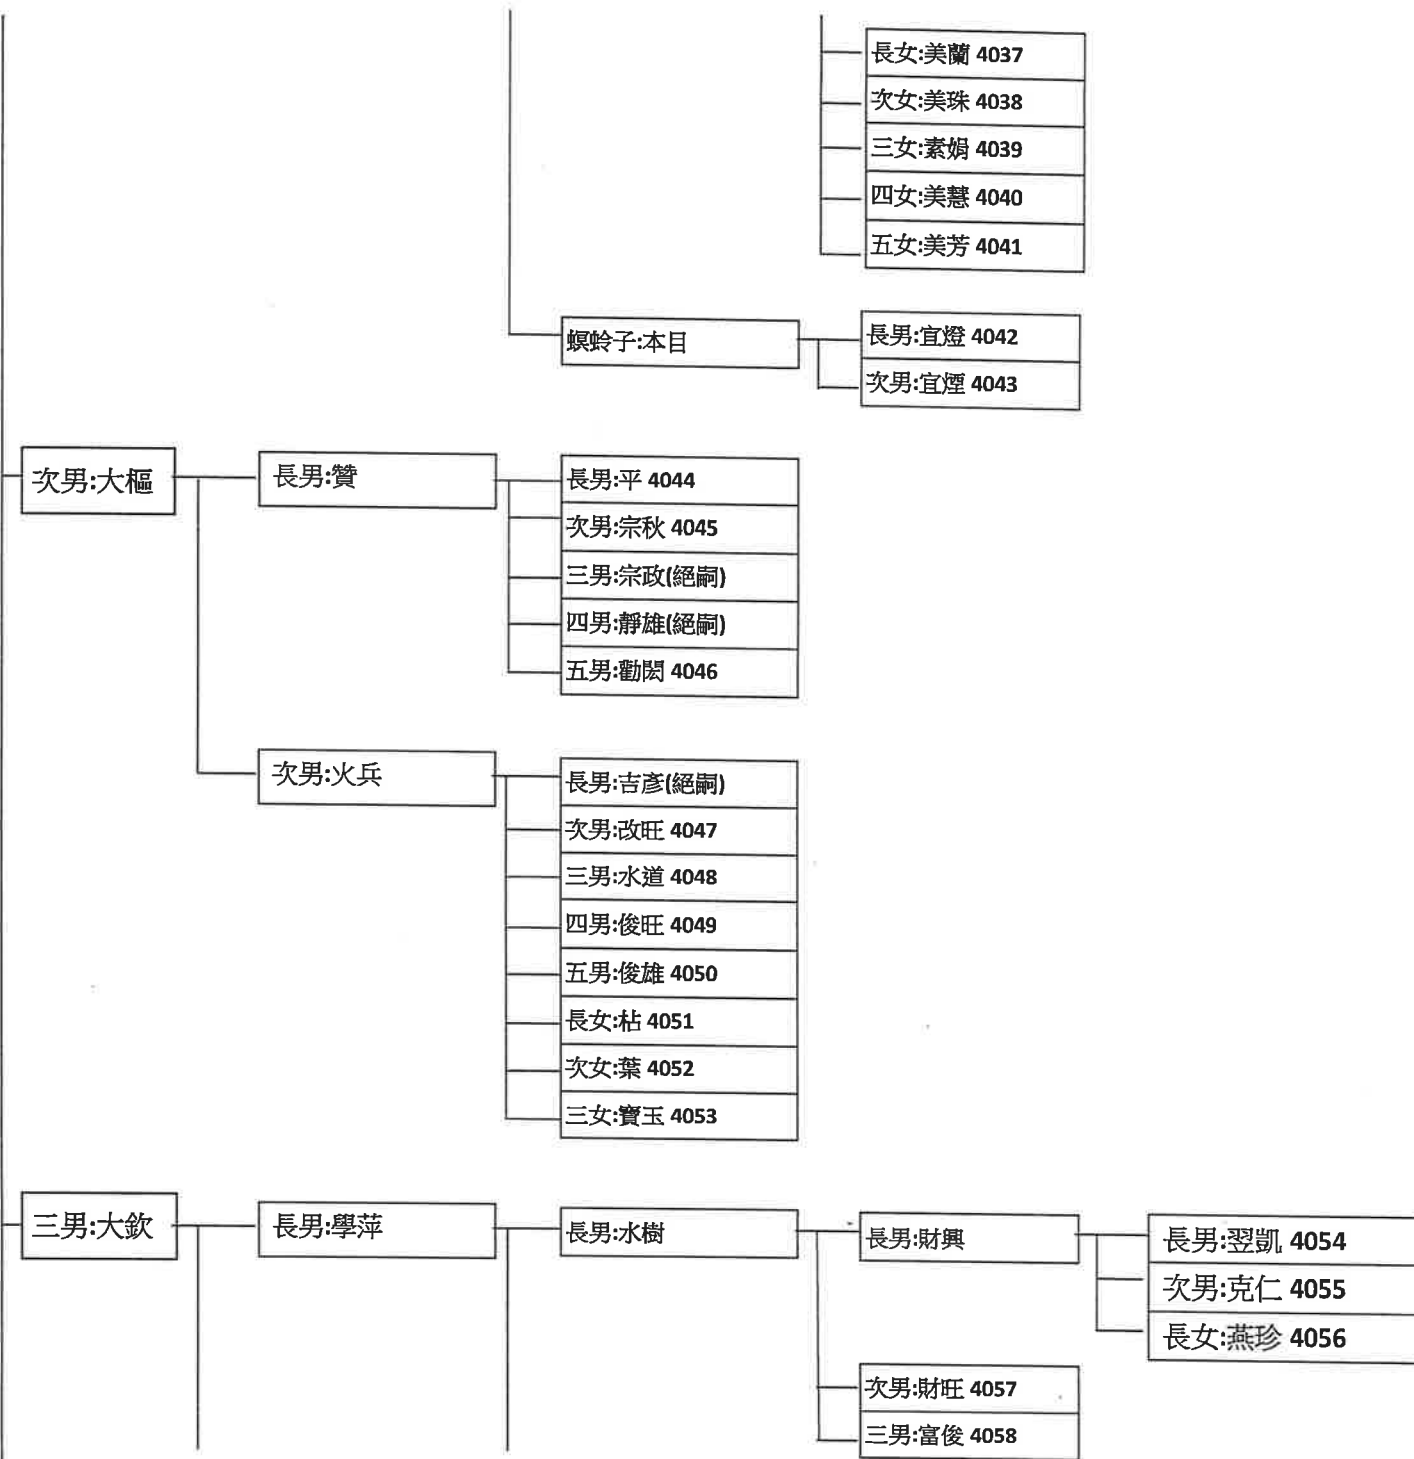 長女:美蘭 4037
次女:美珠 4038
三女:素娟 4039
四女:美慧 4040
五女:美芳 4041
螟蛉子:本目
長男:宜燈 4042
次男:宜煙 4043
次男:大樞
長男:贊
長男:平 4044
次男:宗秋 4045
三男:宗政(絕嗣)
四男:靜雄(絕嗣)
五男:勸閎 4046
次男:火兵
長男:吉彥(絕嗣)
次男:改旺 4047
三男:水道 4048
四男:俊旺 4049
五男:俊雄 4050
長女:枯 4051
次女:葉 4052
三女:寶玉 4053
三男:大欽
長男:學萍
長男:水樹
長男:財興
長男:翌凱 4054
次男:克仁 4055
長女:燕珍 4056
次男:財旺 4057
三男:富俊 4058